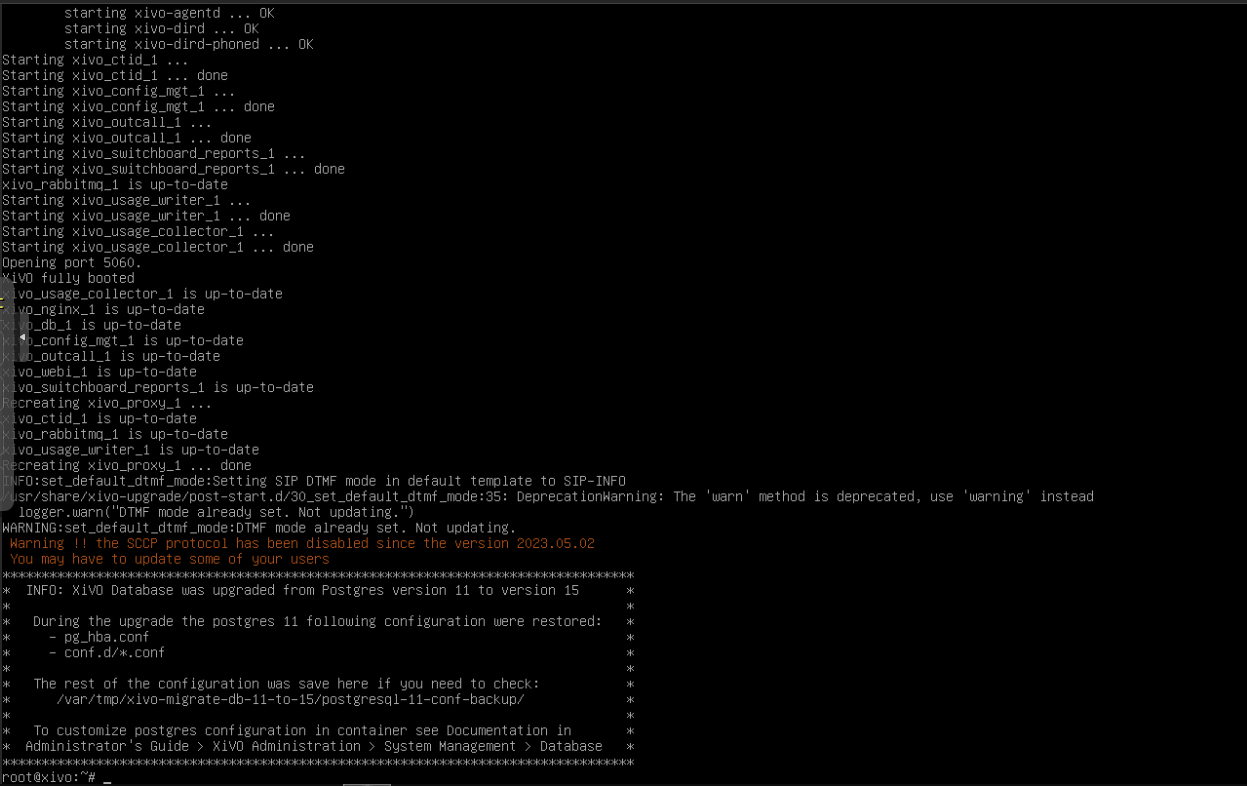 starting xivo-agentd ... OK
starting xivo-dird ... OK
starting xivo-dird-phoned ... OK
Starting xivo_ctid_1 ...
Starting xivo_ctid_1 ... done
Starting xivo_config_mgt_1 ...
Starting xivo_config_mgt_1 ... done
Starting xivo_outcall_1 ...
Starting xivo_outcall_1 ... done
Starting xivo_switchboard_reports_1 ...
Starting xivo_switchboard_reports_1 ... done
xivo_rabbitmq_1 is up-to-date
Starting xivo_usage_writer_1 ...
Starting xivo_usage_writer_1 ... done
Starting xivo_usage_collector_1 ...
Starting xivo_usage_collector_1 ... done
Opening port 5060.
XiVO fully booted
xivo_usage_collector_1 is up-to-date
xivo_nginx_1 is up-to-date
xivo_db_1 is up-to-date
xivo_config_mgt_1 is up-to-date
xivo_outcall_1 is up-to-date
xivo_webi_1 is up-to-date
xivo_switchboard_reports_1 is up-to-date
Recreating xivo_proxy_1 ...
xivo_ctid_1 is up-to-date
xivo_rabbitmq_1 is up-to-date
xivo_usage_writer_1 is up-to-date
Recreating xivo_proxy_1 ... done
INFO:set_default_dtmf_mode:Setting SIP DTMF mode in default template to SIP-INFO
/usr/share/xivo-upgrade/post-start.d/30_set_default_dtmf_mode:35: DeprecationWarning: The 'warn' method is deprecated, use 'warning' instead
logger.warn("DTMF mode already set. Not updating.")
WARNING:set_default_dtmf_mode:DTMF mode already set. Not updating.
Warning !! the SCCP protocol has been disabled since the version 2023.05.02
You may have to update some of your users
*********************************************************************************
* INFO: XiVO Database was upgraded from Postgres version 11 to version 15 *
* *
* During the upgrade the postgres 11 following configuration were restored: *
* - pg_hba.conf *
* - conf.d/*.conf *
* *
* The rest of the configuration was save here if you need to check: *
* /var/tmp/xivo-migrate-db-11-to-15/postgresql-11-conf-backup/ *
* *
* To customize postgres configuration in container see Documentation in *
* Administrator's Guide > XiVO Administration > System Management > Database *
*********************************************************************************
root@xivo:~# _